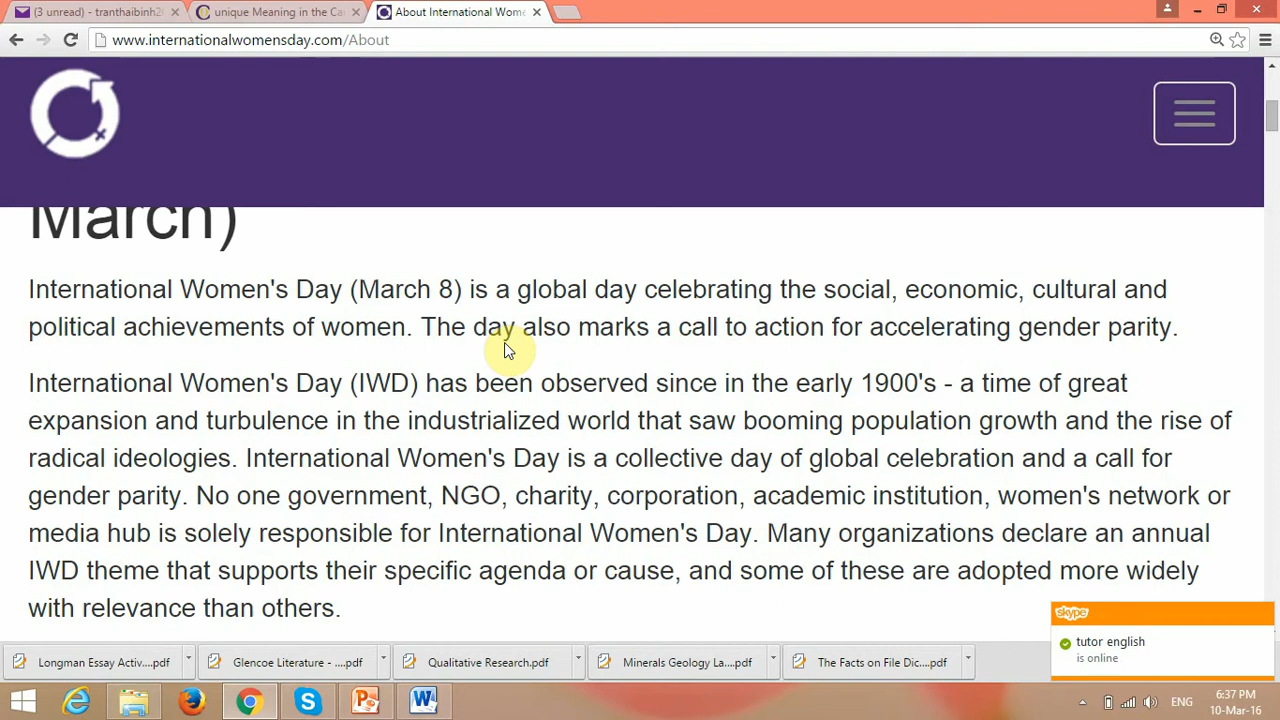 (3 unread) - tranthaibinh2
unique Meaning in the Ca
About International Wome
www.internationalwomensday.com/About
March)
International Women's Day (March 8) is a global day celebrating the social, economic, cultural and
political achievements of women. The day also marks a call to action for accelerating gender parity.
International Women's Day (IWD) has been observed since in the early 1900's - a time of great
expansion and turbulence in the industrialized world that saw booming population growth and the rise of
radical ideologies. International Women's Day is a collective day of global celebration and a call for
gender parity. No one government, NGO, charity, corporation, academic institution, women's network or
media hub is solely responsible for International Women's Day. Many organizations declare an annual
IWD theme that supports their specific agenda or cause, and some of these are adopted more widely
with relevance than others.
skype
tutor english
is online
Longman Essay Activ....pdf
Glencoe Literature - ....pdf
Qualitative Research.pdf
Minerals Geology La....pdf
The Facts on File Dic....pdf
ENG
6:37 PM
10-Mar-16